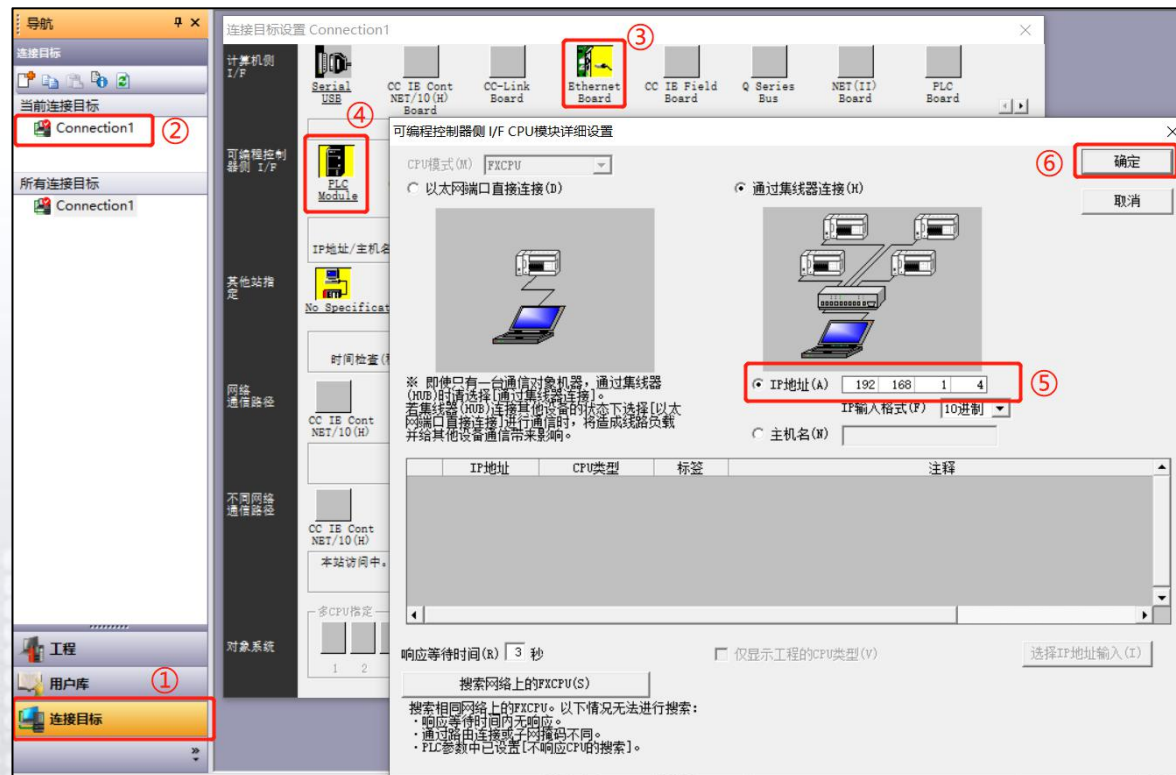 导航
连接目标
当前连接目标
② Connection1
所有连接目标
Connection1
工程
用户库
①
连接目标
连接目标设置 Connection1
计算机侧
I/F
Serial
USB
CC IE Cont
NET/10(H)
Board
CC-Link
Board
③
Ethernet
Board
CC IE Field
Board
Q Series
Bus
NET(II)
Board
PLC
Board
④
可编程控制
器侧 I/F
PLC
Module
IP地址/主机名
其他站指
定
No Specificat
时间检查(
网络
通信路径
CC IE Cont
NET/10(H)
不同网络
通信路径
CC IE Cont
NET/10(H)
本站访问中。
多CPU指定
对象系统
1 2
可编程控制器侧 I/F CPU模块详细设置
CPU模式(M) FXCPU
以太网端口直接连接(D)
通过集线器连接(H)
⑥ 确定
取消
※ 即使只有一台通信对象机器，通过集线器
(HUB)时请选择[通过集线器连接]。
若集线器(HUB)连接其他设备的状态下选择[以太
网端口直接连接]进行通信时，将造成线路负载
并给其他设备通信带来影响。
IP地址(A) 192 168 1 4 ⑤
IP输入格式(F) 10进制
主机名(N)
IP地址 CPU类型 标签 注释
响应等待时间(R) 3 秒
仅显示工程的CPU类型(V)
选择IP地址输入(I)
搜索网络上的FXCPU(S)
搜索相同网络上的FXCPU。以下情况无法进行搜索:
·响应等待时间内无响应。
·通过路由连接或子网掩码不同。
·PLC参数中已设置[不响应CPU的搜索]。